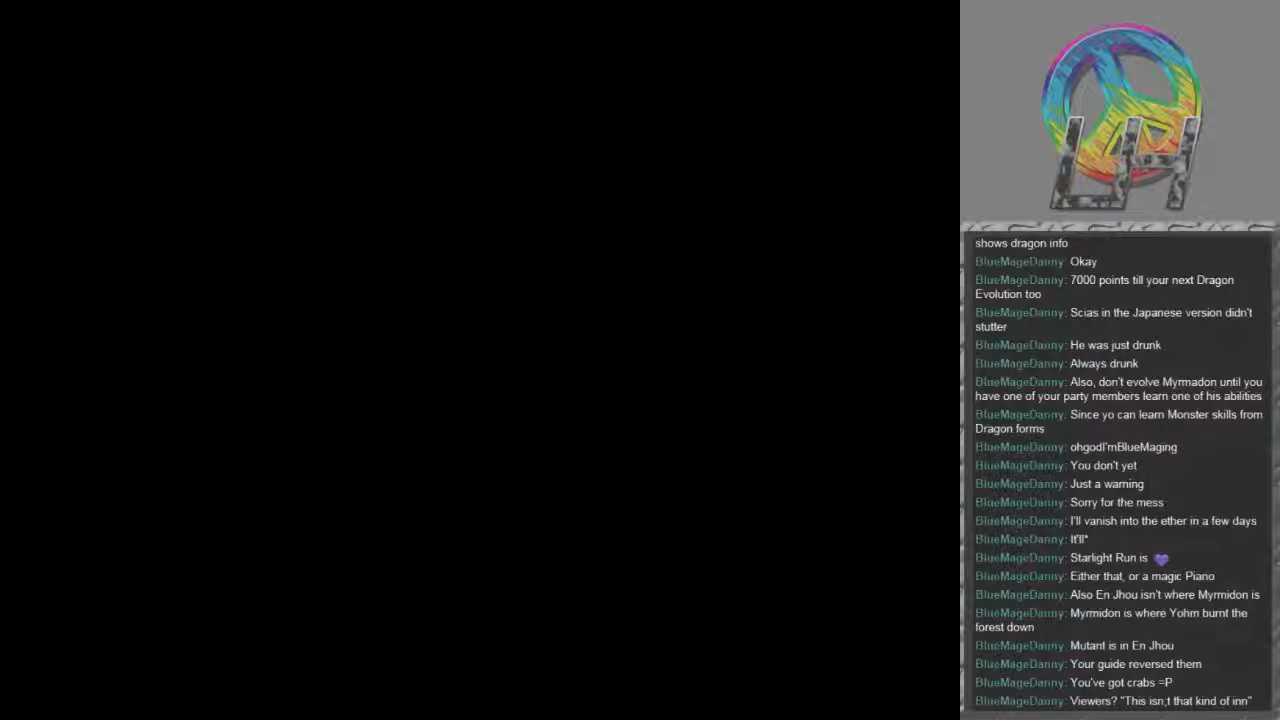 LH
shows dragon info
BlueMageDanny: Okay
BlueMageDanny: 7000 points till your next Dragon
Evolution too
BlueMageDanny: Scias in the Japanese version didn't
stutter
BlueMageDanny: He was just drunk
BlueMageDanny: Always drunk
BlueMageDanny: Also, don't evolve Myrmadon until you
have one of your party members learn one of his abilities
BlueMageDanny: Since yo can learn Monster skills from
Dragon forms
BlueMageDanny: ohgodI'mBlueMaging
BlueMageDanny: You don't yet
BlueMageDanny: Just a warning
BlueMageDanny: Sorry for the mess
BlueMageDanny: I'll vanish into the ether in a few days
BlueMageDanny: It'll*
BlueMageDanny: Starlight Run is
BlueMageDanny: Either that, or a magic Piano
BlueMageDanny: Also En Jhou isn't where Myrmidon is
BlueMageDanny: Myrmidon is where Yohm burnt the
forest down
BlueMageDanny: Mutant is in En Jhou
BlueMageDanny: Your guide reversed them
BlueMageDanny: You've got crabs =P
BlueMageDanny: Viewers? "This isn;t that kind of inn"